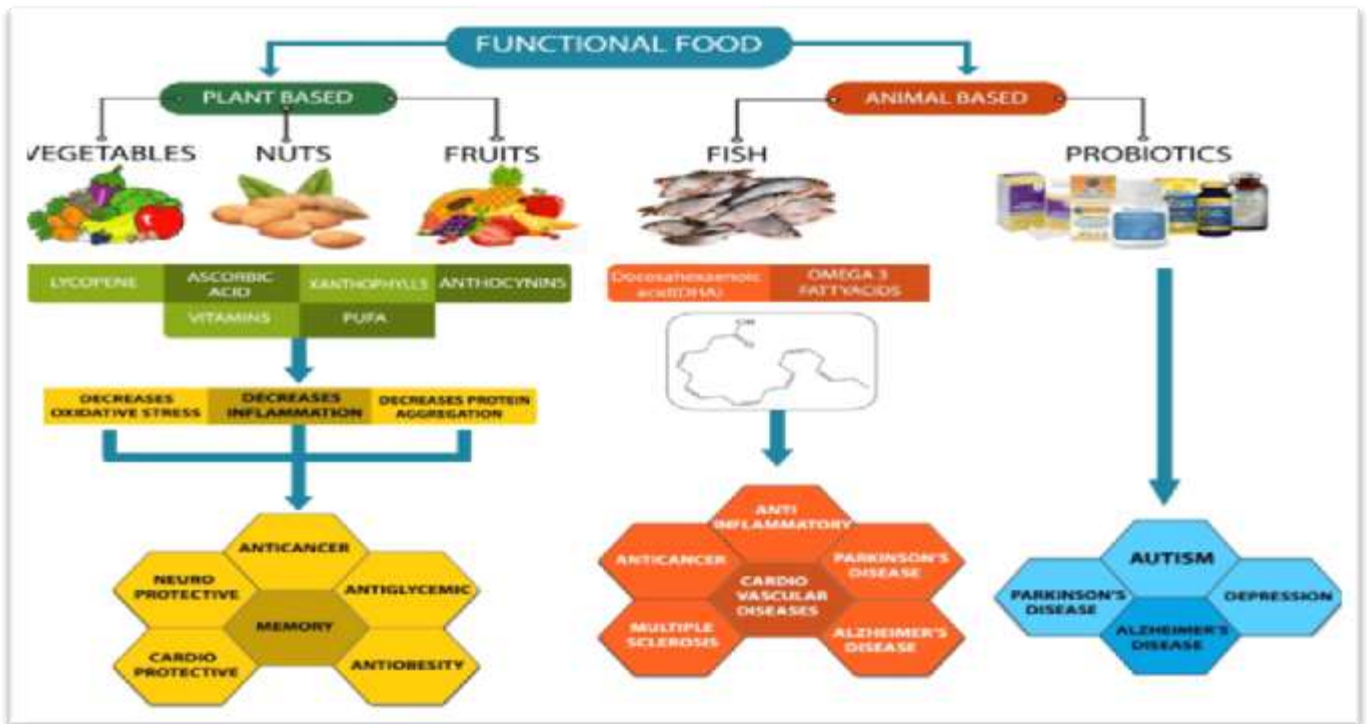 FUNCTIONAL FOOD
PLANT BASED
ANIMAL BASED
VEGETABLES
NUTS
FRUITS
FISH
PROBIOTICS
LYCOPENE
ASCORBIC
ACID
XANTHOPHYLLS
ANTHOCYNINS
VITAMINS
PUFA
Docosahexaenoic
acid(DHA)
OMEGA 3
FATTYACIDS
OH
DECREASES
OXIDATIVE STRESS
DECREASES
INFLAMMATION
DECREASES PROTEIN
AGGREGATION
ANTICANCER
NEURO
PROTECTIVE
ANTIGLYCEMIC
MEMORY
CARDIO
PROTECTIVE
ANTIOBESITY
ANTI
INFLAMMATORY
ANTICANCER
PARKINSON'S
DISEASE
CARDIO
VASCULAR
DISEASES
MULTIPLE
SCLEROSIS
ALZHEIMER'S
DISEASE
AUTISM
PARKINSON'S
DISEASE
DEPRESSION
ALZHEIMER'S
DISEASE